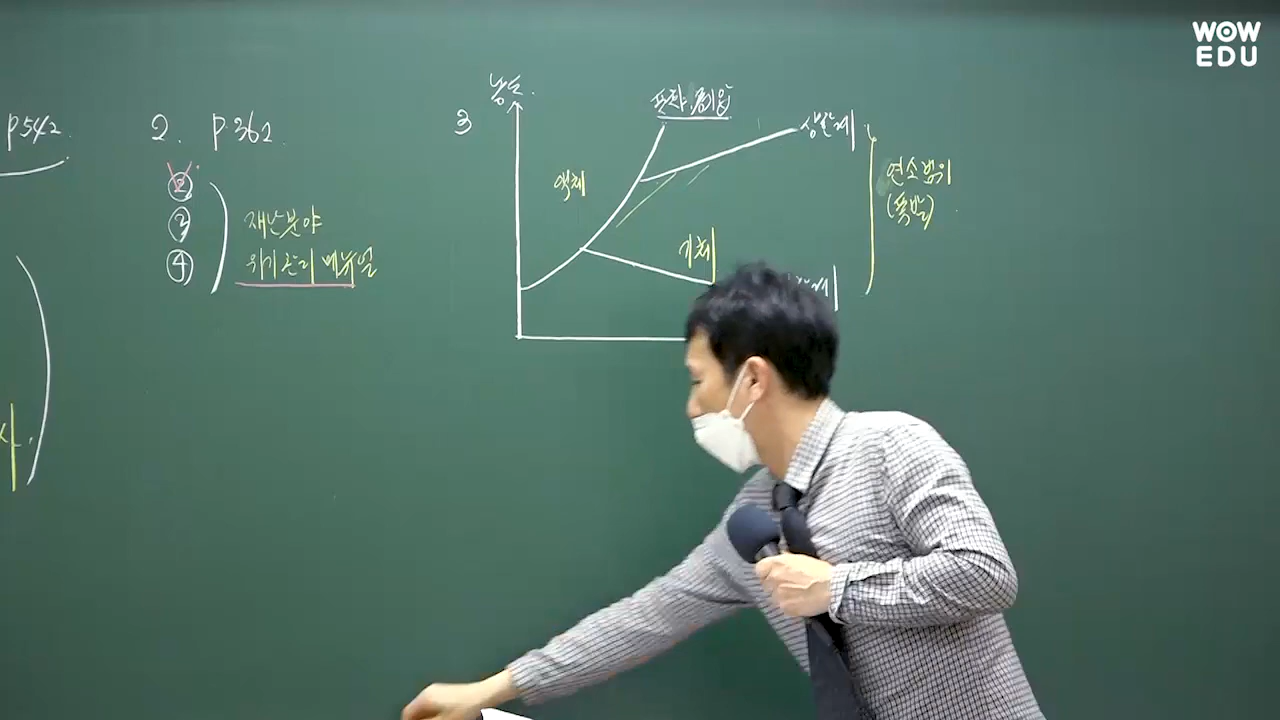 WOW
EDU
P.542.
2. P.362.
②
③ 재난분야
④ 위기관리 매뉴얼
3 농도.
포화증기압
상한계
액체
기체
연소범위
(폭발)